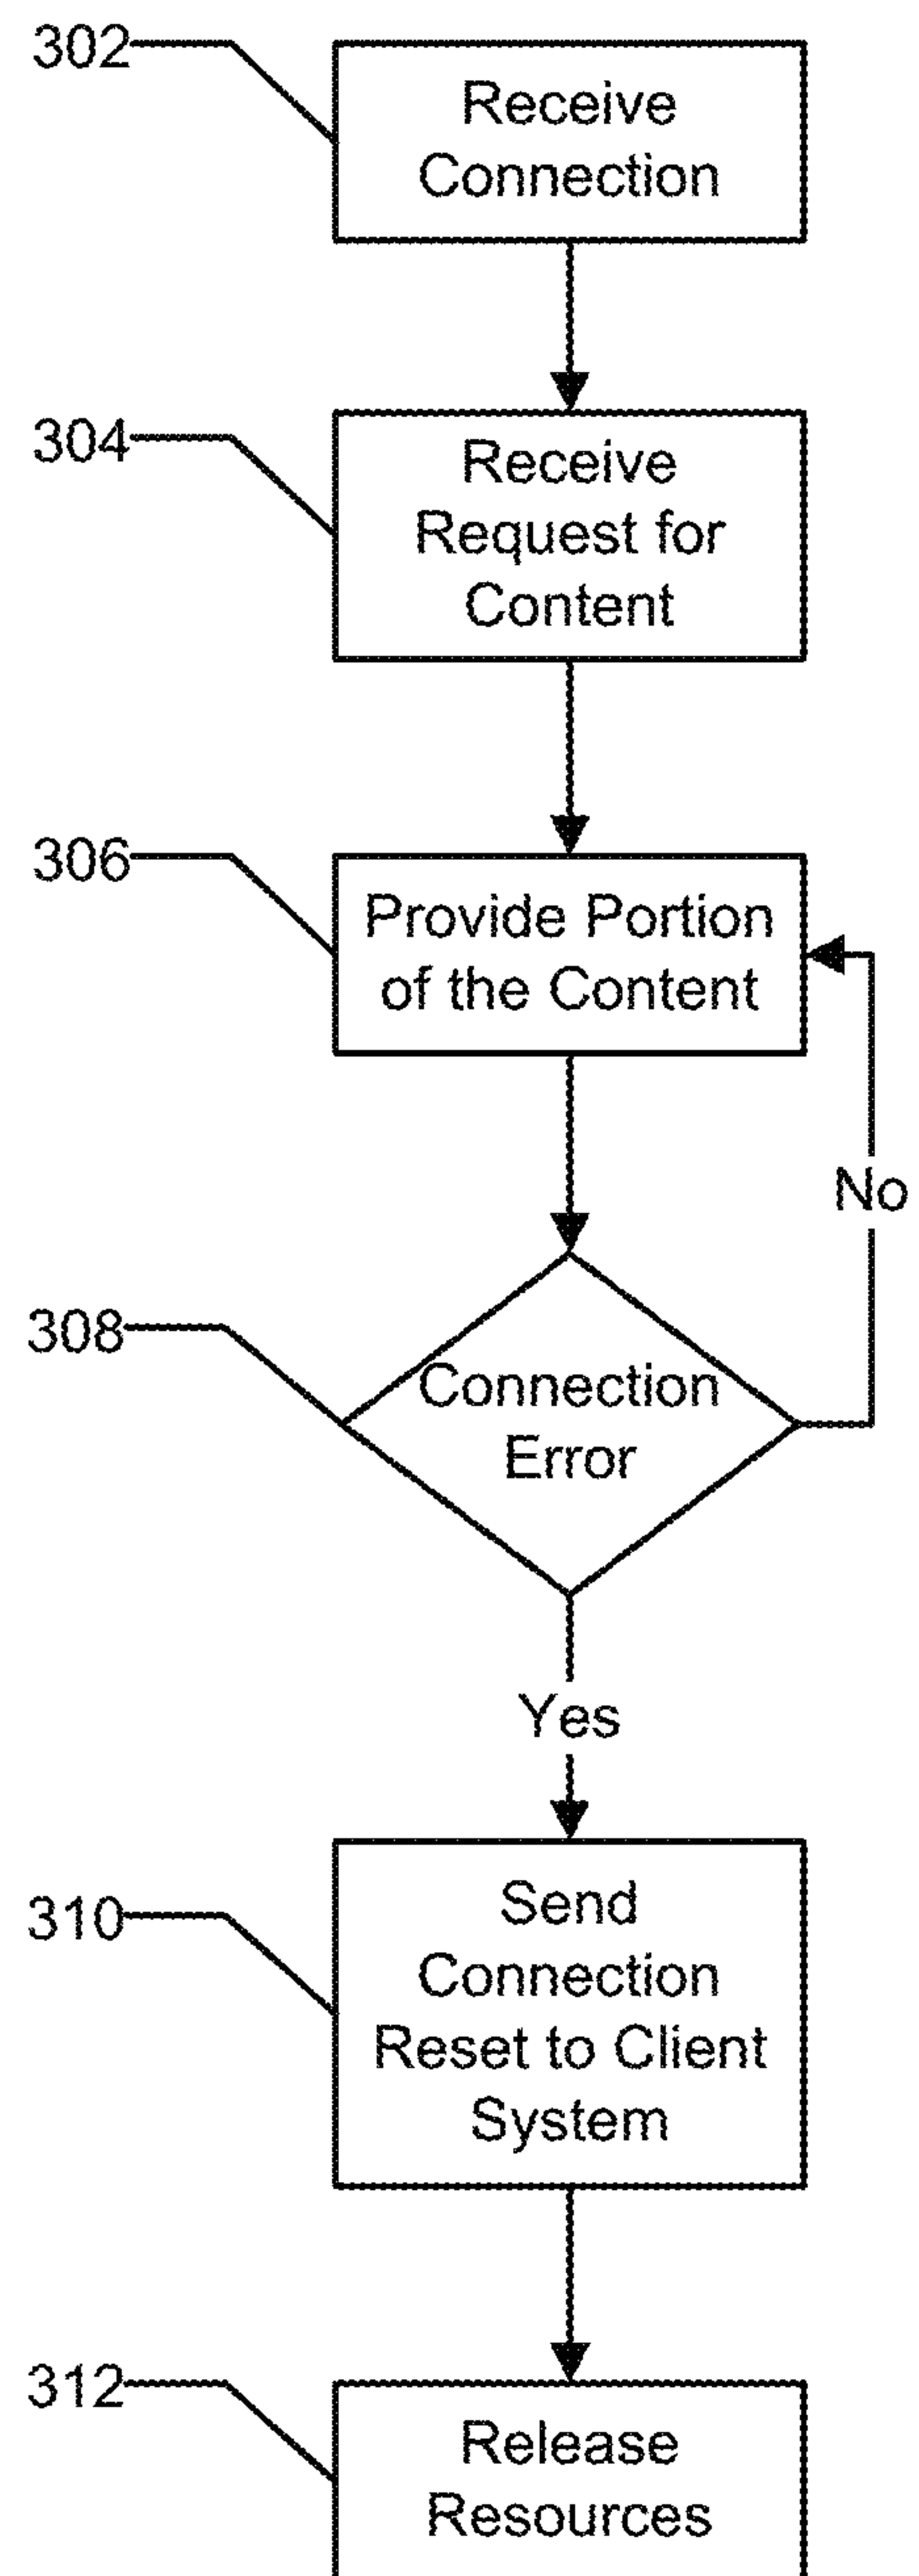 302
Receive
Connection
304
Receive
Request for
Content
306
Provide Portion
of the Content
No
308
Connection
Error
Yes
310
Send
Connection
Reset to Client
System
312
Release
Resources